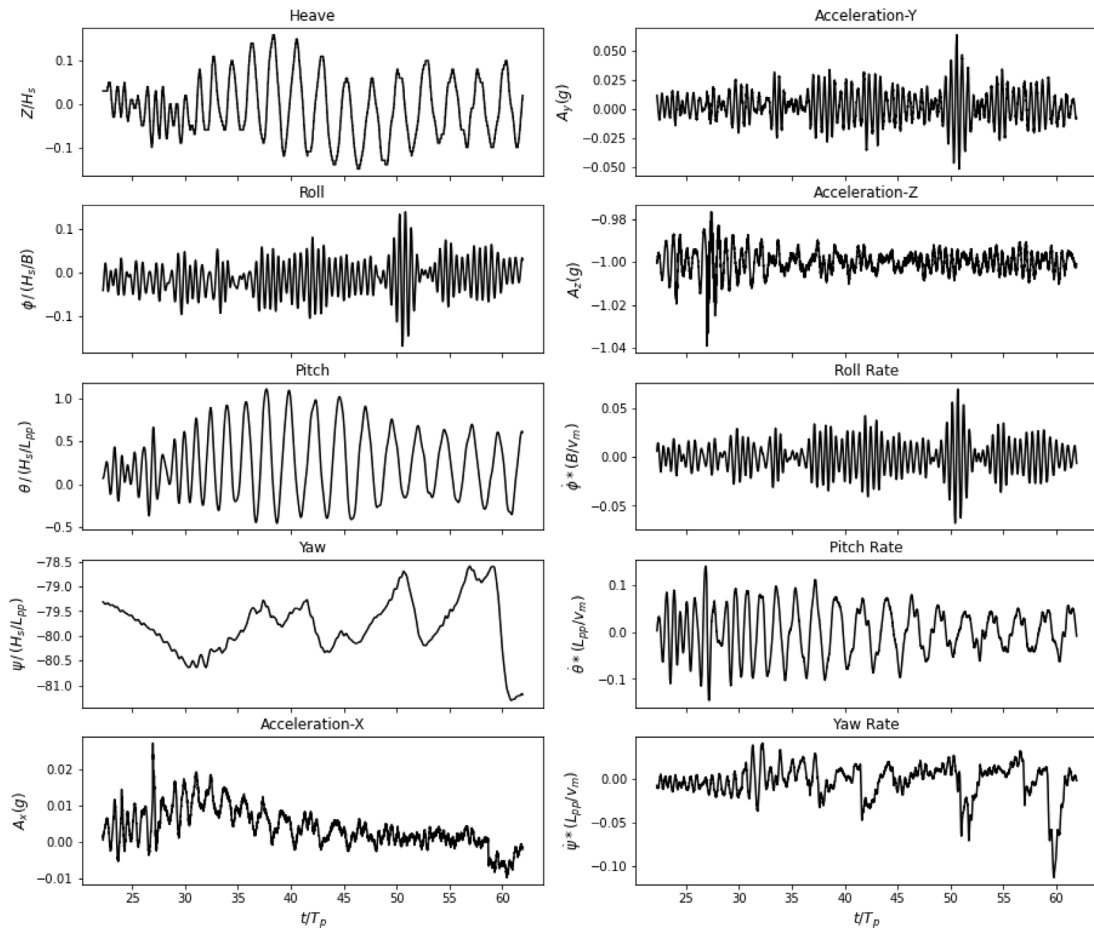 Heave
0.1
0.0
−0.1
Z/H_s
Roll
0.1
0.0
−0.1
ϕ / (H_s/B)
Pitch
1.0
0.5
0.0
−0.5
θ / (H_s/L_pp)
Yaw
−78.5
−79.0
−79.5
−80.0
−80.5
−81.0
ψ / (H_s/L_pp)
Acceleration-X
0.02
0.01
0.00
−0.01
A_x(g)
25 30 35 40 45 50 55 60
t/T_p
Acceleration-Y
0.050
0.025
0.000
−0.025
−0.050
A_y(g)
Acceleration-Z
−0.98
−1.00
−1.02
−1.04
A_z(g)
Roll Rate
0.05
0.00
−0.05
ϕ̇ * (B/v_m)
Pitch Rate
0.1
0.0
−0.1
θ̇ * (L_pp/v_m)
Yaw Rate
0.00
−0.05
−0.10
ψ̇ * (L_pp/v_m)
25 30 35 40 45 50 55 60
t/T_p